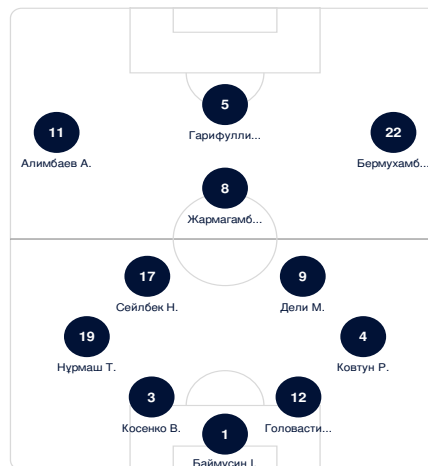 5
Гарифулли...
11
Алимбаев А.
22
Бермухамб...
8
Жармагамб...
17
Сейлбек Н.
9
Дели М.
19
Нұрмаш Т.
4
Ковтун Р.
3
Косенко В.
12
Головасти...
1
Баймусин І.